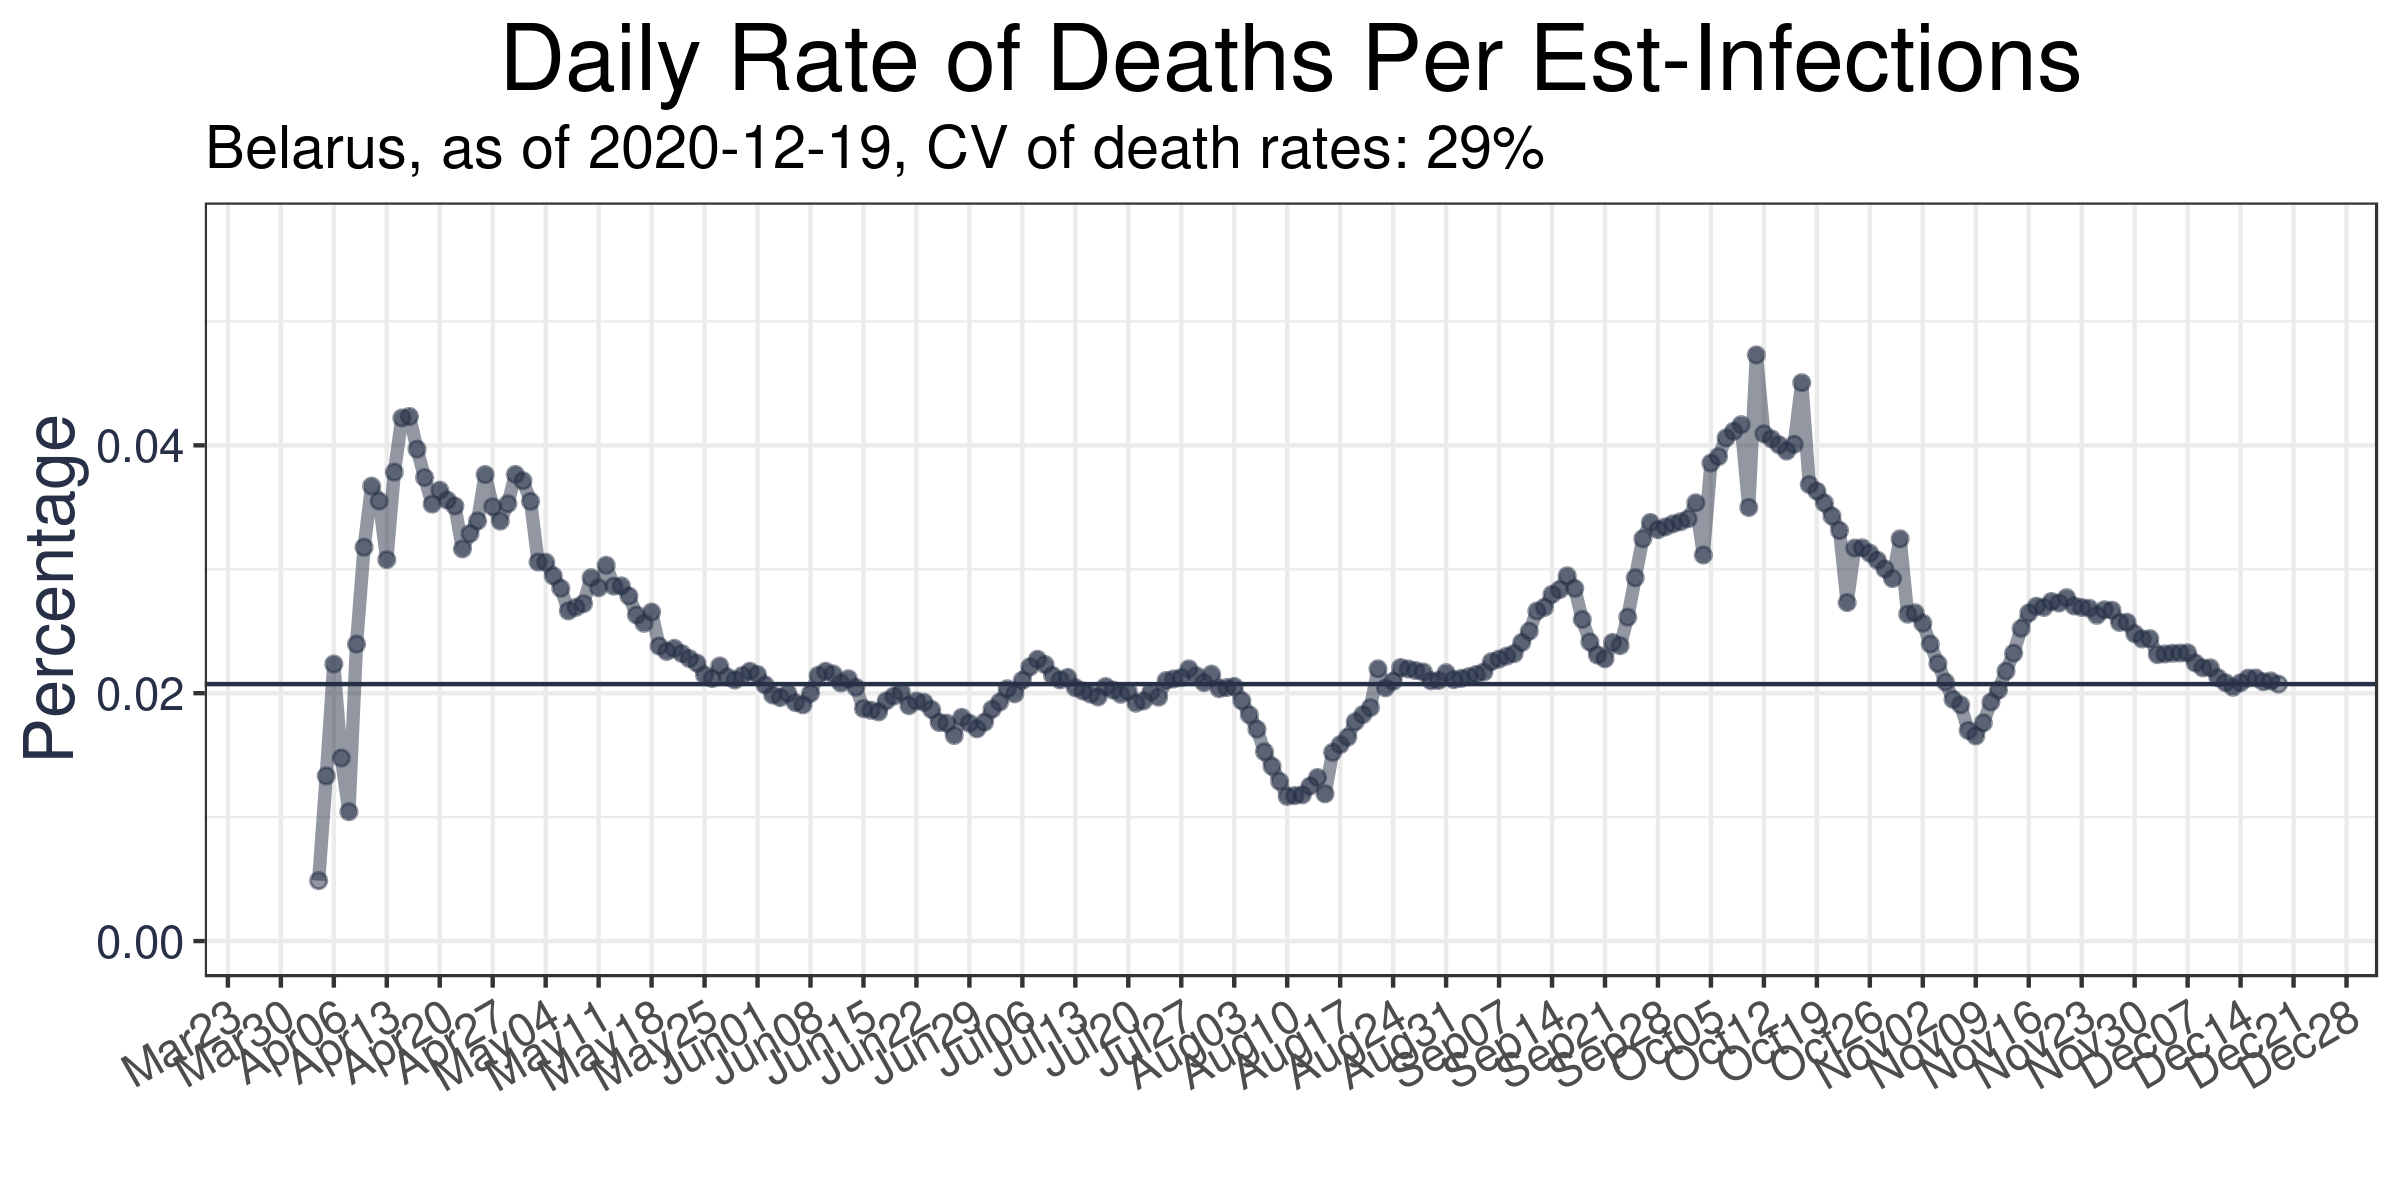 Daily Rate of Deaths Per Est-Infections
Belarus, as of 2020-12-19, CV of death rates: 29%
Percentage
0.04
0.02
0.00
Mar23
Mar30
Apr06
Apr13
Apr20
Apr27
May04
May11
May18
May25
Jun01
Jun08
Jun15
Jun22
Jun29
Jul06
Jul13
Jul20
Jul27
Aug03
Aug10
Aug17
Aug24
Aug31
Sep07
Sep14
Sep21
Sep28
Oct05
Oct12
Oct19
Oct26
Nov02
Nov09
Nov16
Nov23
Nov30
Dec07
Dec14
Dec21
Dec28